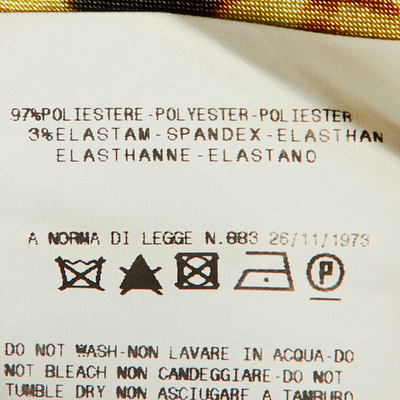 97%POLIESTERE-POLYESTER-POLIESTER
3%ELASTAM-SPANDEX-ELASTHAN
ELASTHANNE-ELASTANO
A NORMA DI LEGGE N.883 26/11/1973
P
DO NOT WASH-NON LAVARE IN ACQUA-DO
NOT BLEACH NON CANDEGGIARE-DO NOT
TUMBLE DRY NON ASCIUGARE A TAMBURO